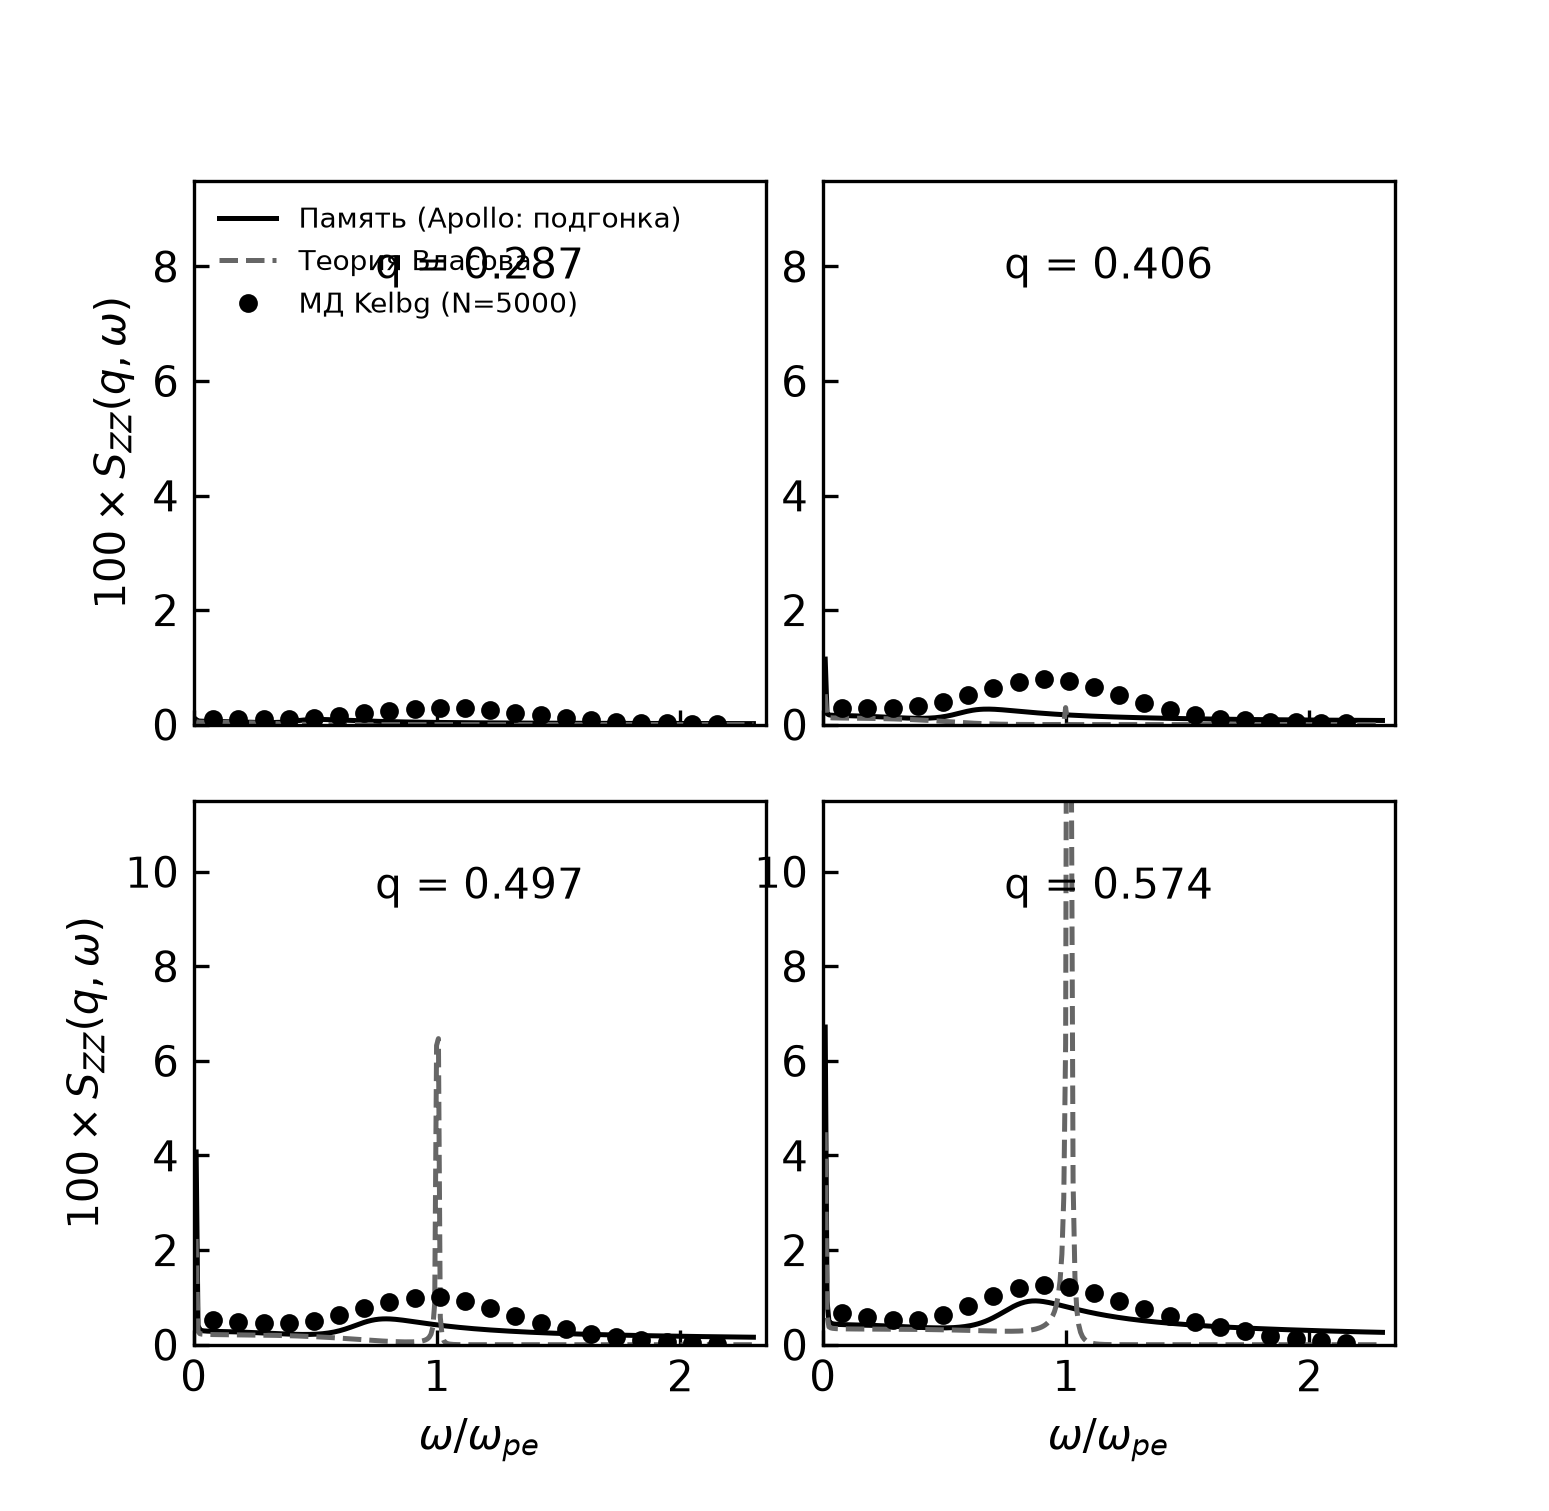 Память (Apollo: подгонка)
Теория Власова
q = 0.287
МД Kelbg (N=5000)
8
6
4
2
0
100 × S_ZZ(q, ω)
q = 0.406
8
6
4
2
0
q = 0.497
10
8
6
4
2
0
100 × S_ZZ(q, ω)
0 1 2
ω/ω_pe
q = 0.574
10
8
6
4
2
0
0 1 2
ω/ω_pe